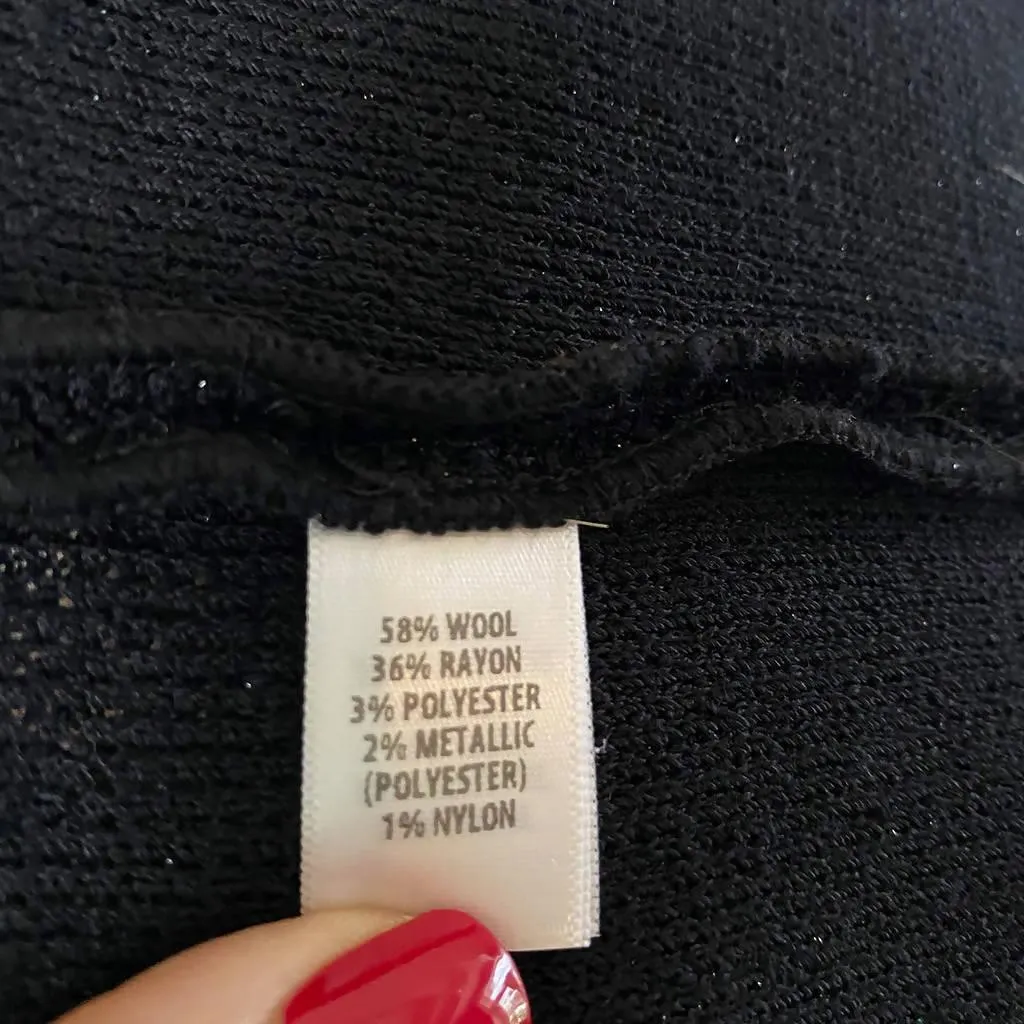 58% WOOL
36% RAYON
3% POLYESTER
2% METALLIC
(POLYESTER)
1% NYLON